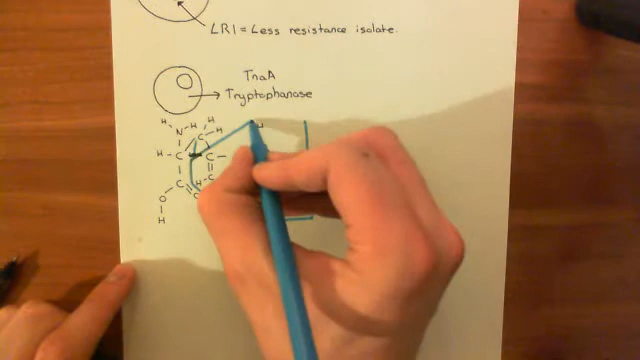 LRI = Less resistance isolate.
TnaA
Tryptophanase
H H
N - H C - H
H - C C -
C H C
O
H